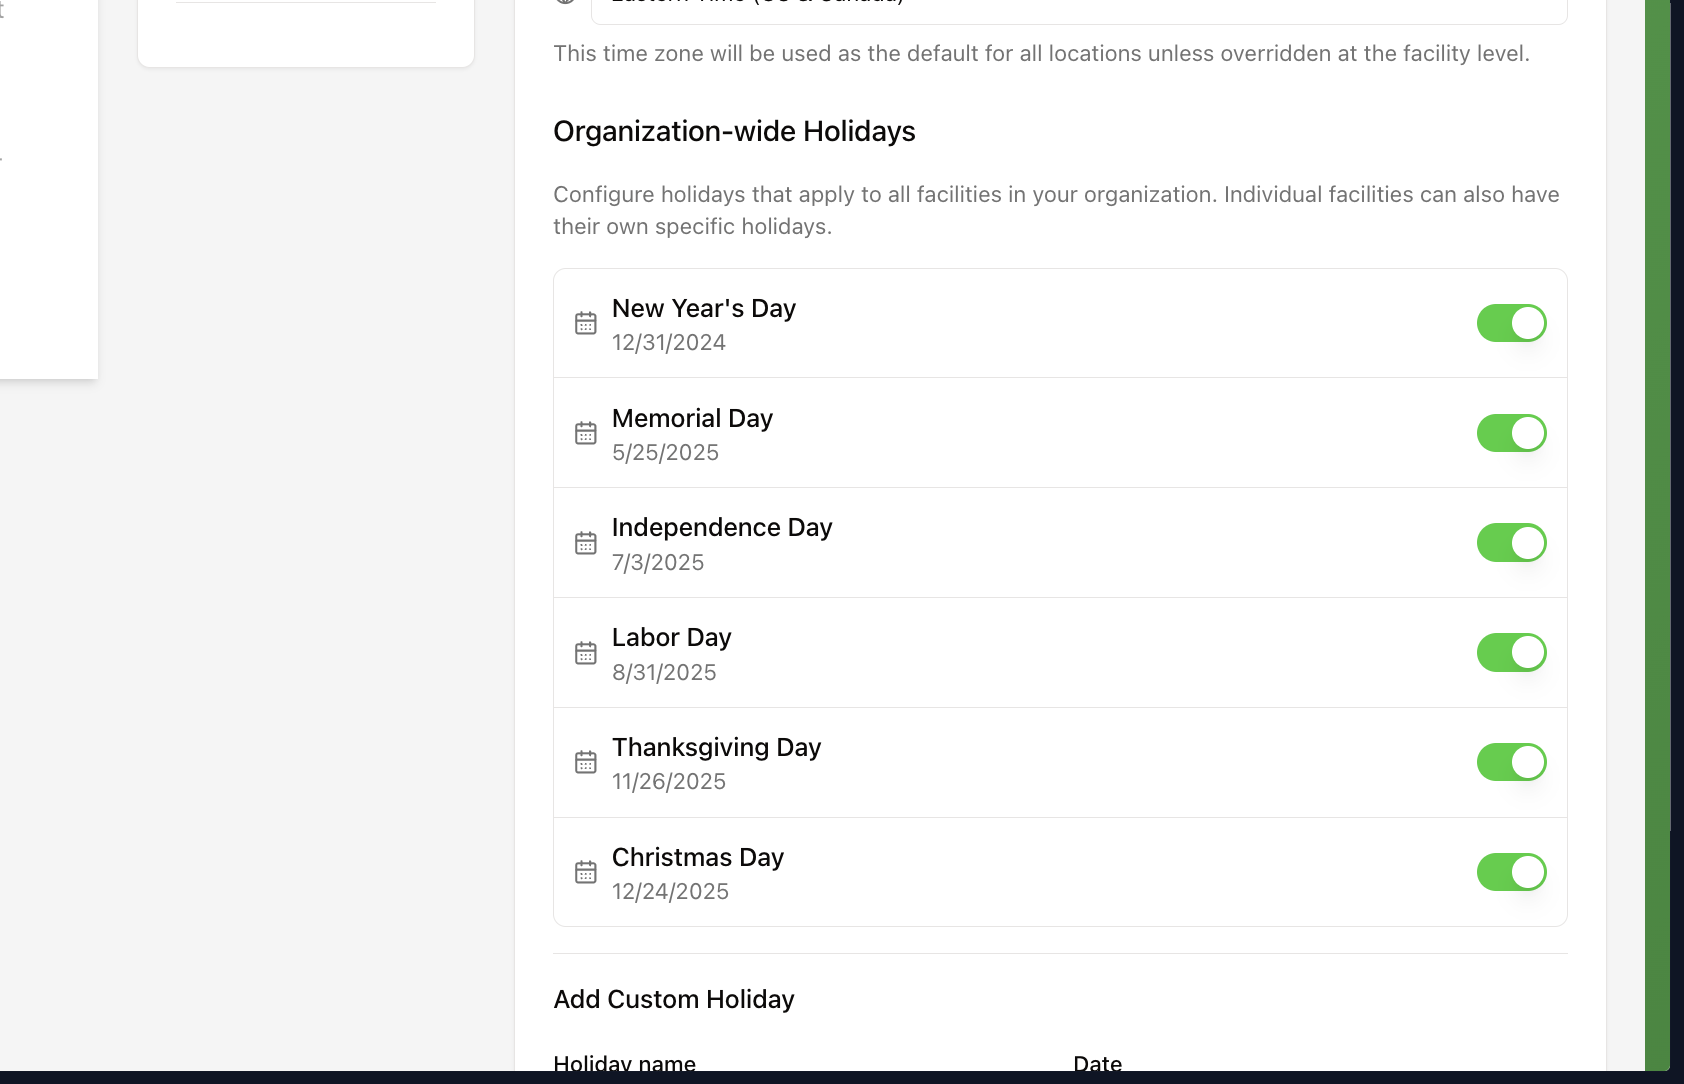 This time zone will be used as the default for all locations unless overridden at the facility level.
Organization-wide Holidays
Configure holidays that apply to all facilities in your organization. Individual facilities can also have
their own specific holidays.
New Year's Day
12/31/2024
Memorial Day
5/25/2025
Independence Day
7/3/2025
Labor Day
8/31/2025
Thanksgiving Day
11/26/2025
Christmas Day
12/24/2025
Add Custom Holiday
Holiday name Date